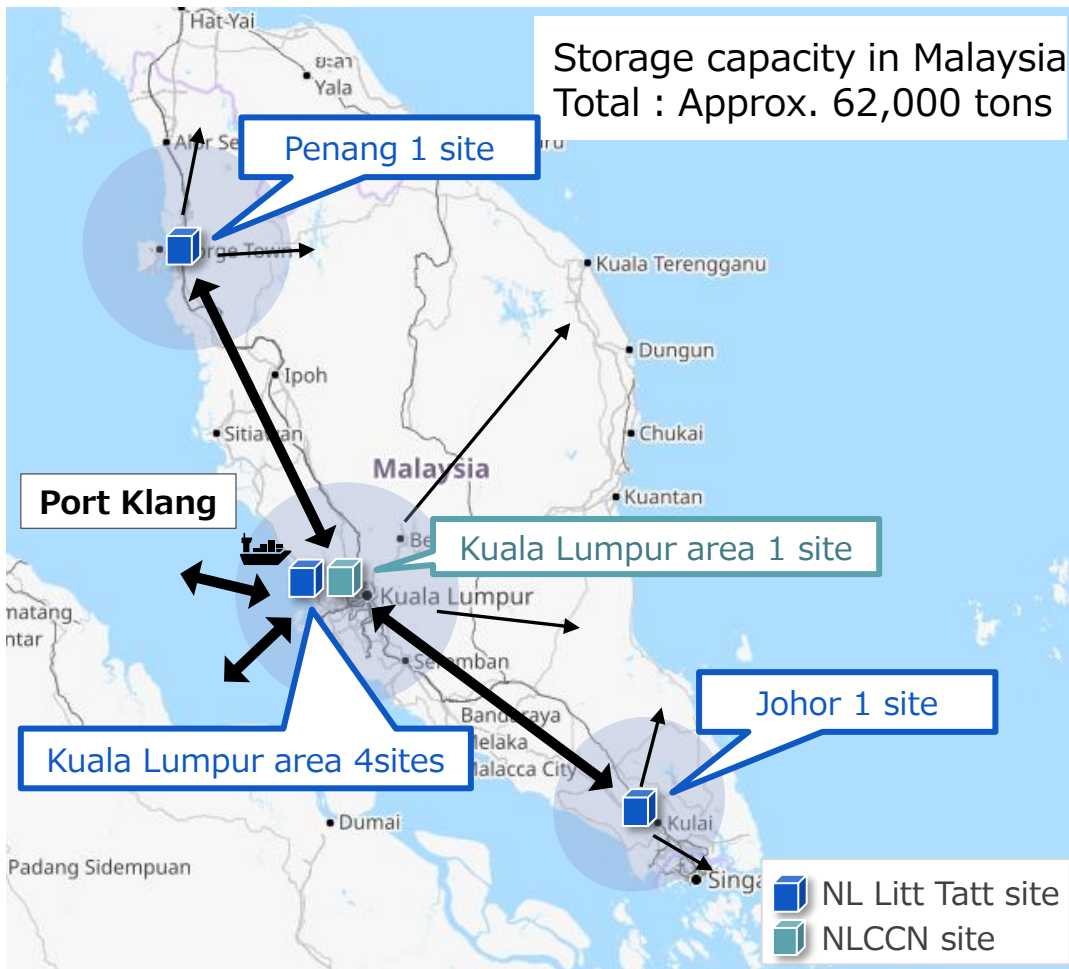 Hat-Yai
ยะลา
Yala
Storage capacity in Malaysia
Total : Approx. 62,000 tons
Penang 1 site
Kuala Terengganu
Dungun
Ipoh
Sitiawan
Chukai
Malaysia
Kuantan
Port Klang
Kuala Lumpur area 1 site
Kuala Lumpur
Seremban
Johor 1 site
Bandaraya
Melaka
Malacca City
Kuala Lumpur area 4sites
Dumai
Kulai
Padang Sidempuan
NL Litt Tatt site
NLCCN site